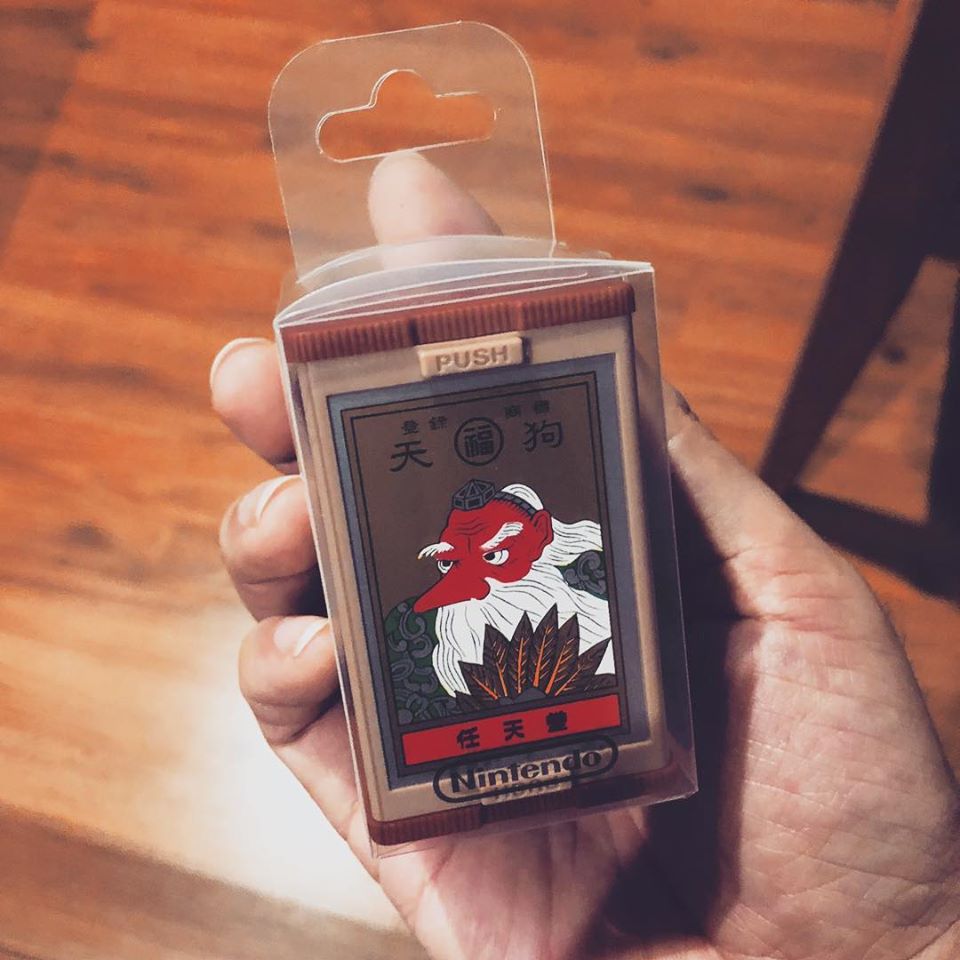 PUSH
登録 商標
天 福 狗
任天堂
Nintendo